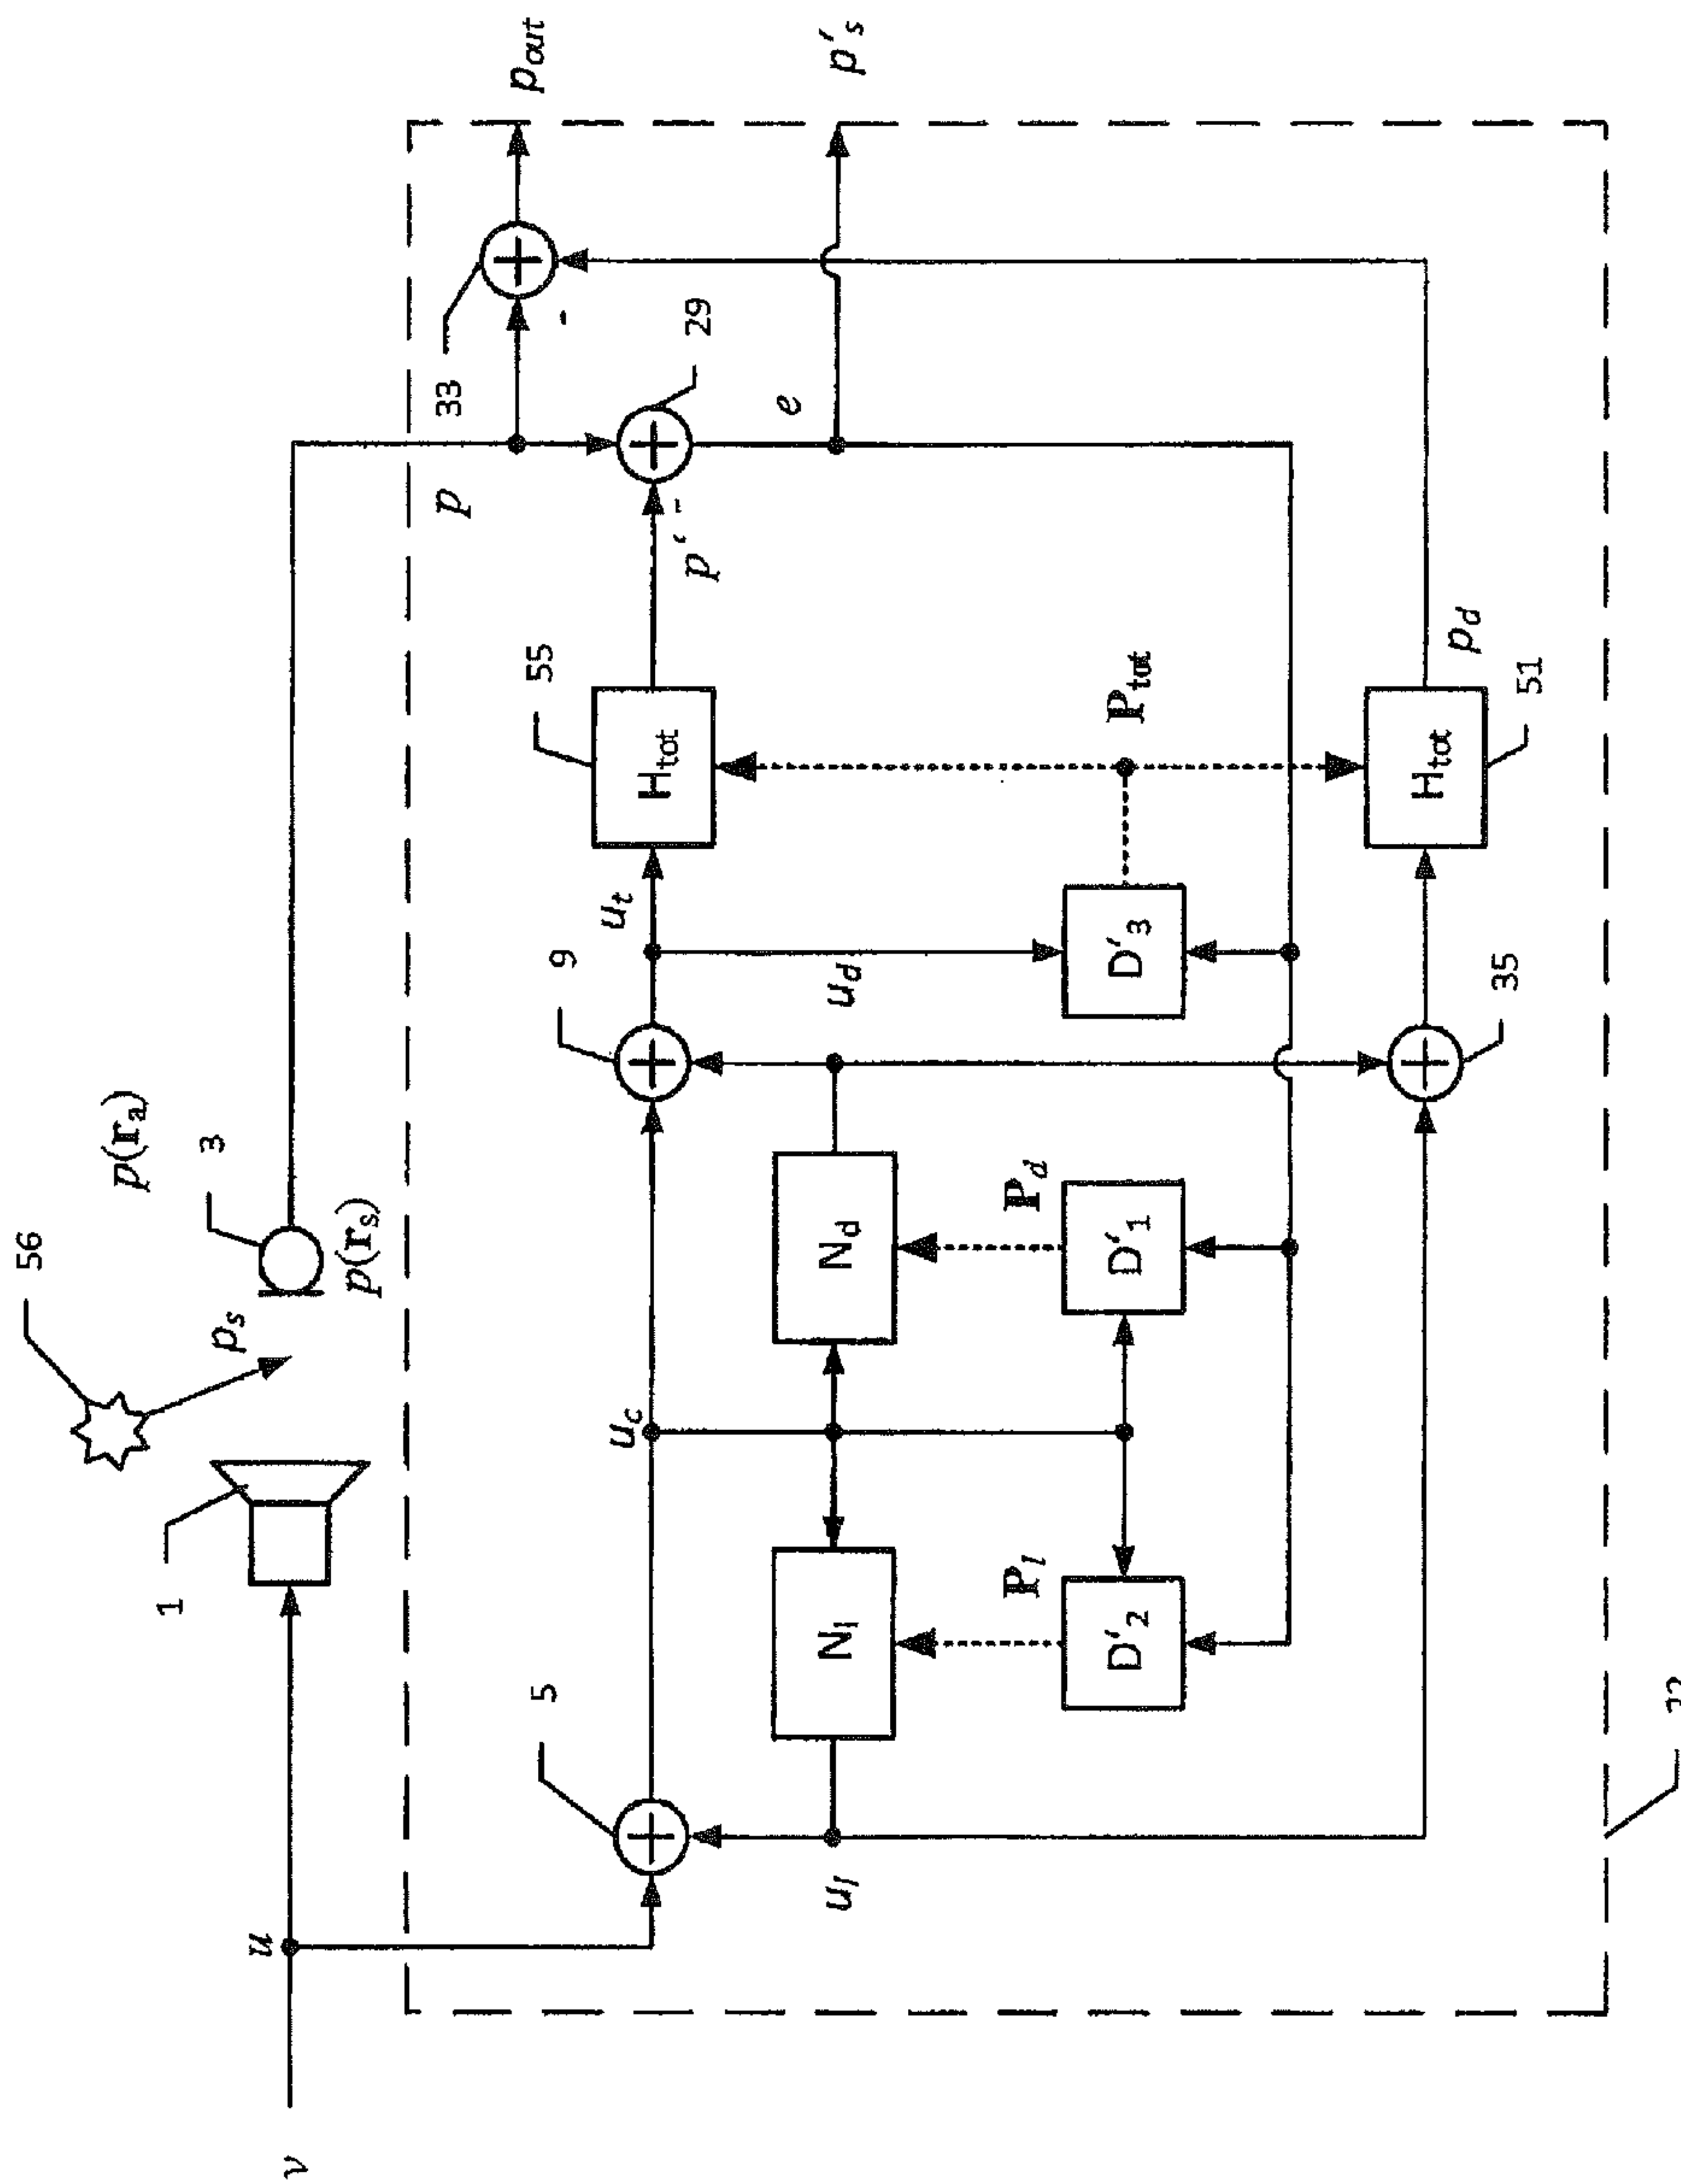 56
p(r_a)
3
p_s
p(r_s)
1
v
u
p
p_out
33
-
5
u_c
9
u_t
55
H_tot
p'
-
29
e
p'_s
u_l
N_l
N_d
u_d
P_l
P_d
P_tot
D'_2
D'_1
D'_3
35
H_tot
51
p_d